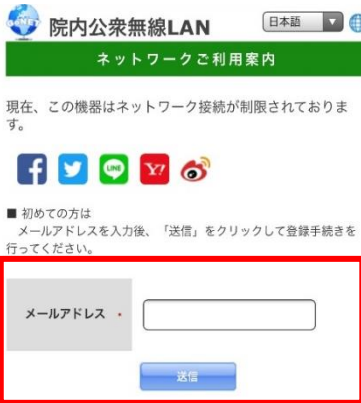 院内公衆無線LAN
日本語
ネットワークご利用案内
現在、この機器はネットワーク接続が制限されておりま
す。
LINE
Y!
■ 初めての方は
メールアドレスを入力後、「送信」をクリックして登録手続きを
行ってください。
メールアドレス
送信